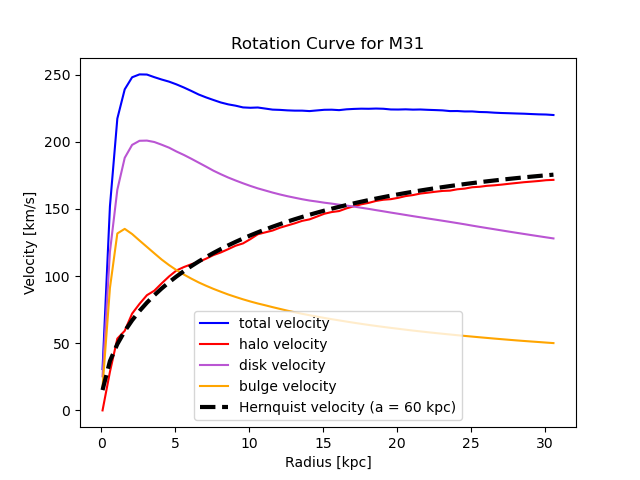 Rotation Curve for M31
250
200
150
100
50
0
Velocity [km/s]
total velocity
halo velocity
disk velocity
bulge velocity
Hernquist velocity (a = 60 kpc)
0 5 10 15 20 25 30
Radius [kpc]